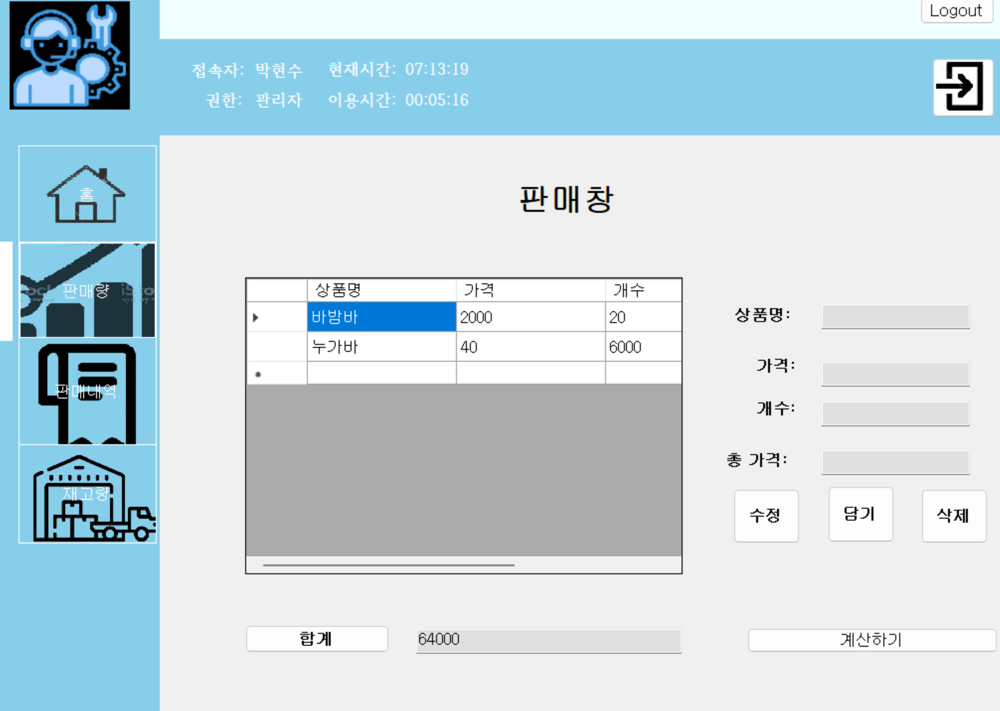 Logout
접속자: 박현수 현재시간: 07:13:19
권한: 관리자 이용시간: 00:05:16
홈
판매창
판매량
상품명 가격 개수
바밤바 2000 20
누가바 40 6000
상품명:
가격:
개수:
총 가격:
판매내역
재고량
수정 담기 삭제
합계 64000 계산하기